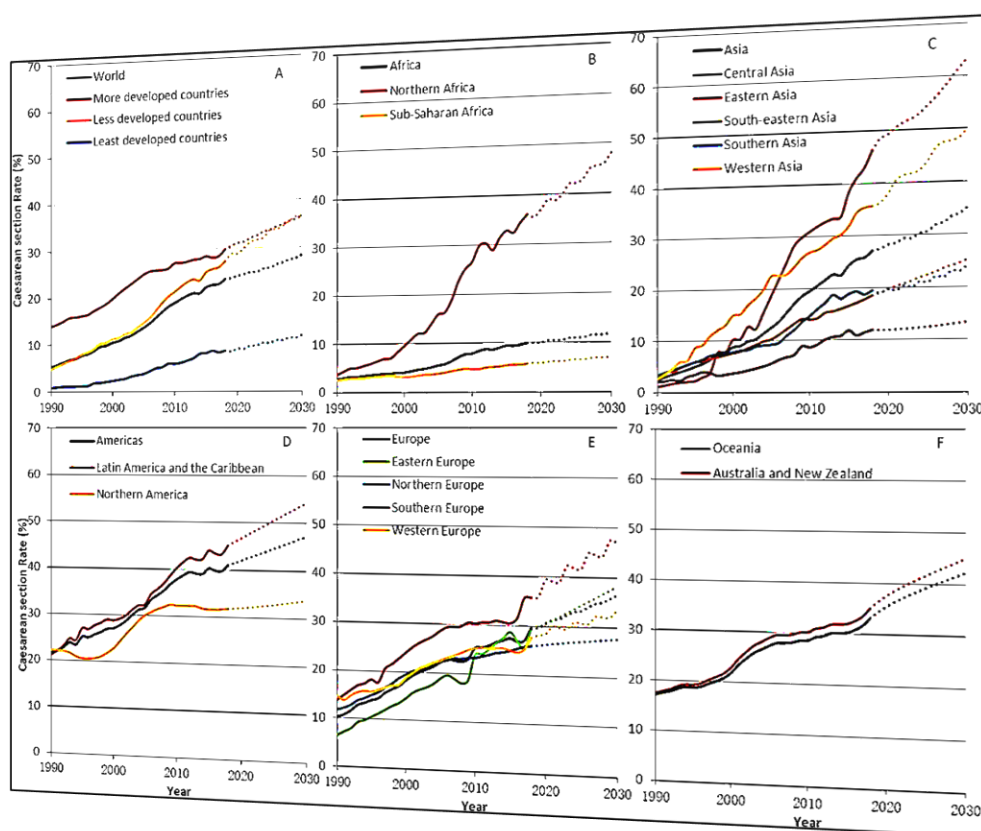 A
World
More developed countries
Less developed countries
Least developed countries
Caesarean section Rate (%)
70
60
50
40
30
20
10
0
1990 2000 2010 2020 2030
B
Africa
Northern Africa
Sub-Saharan Africa
70
60
50
40
30
20
10
0
1990 2000 2010 2020 2030
C
Asia
Central Asia
Eastern Asia
South-eastern Asia
Southern Asia
Western Asia
70
60
50
40
30
20
10
0
1990 2000 2010 2020 2030
D
Americas
Latin America and the Caribbean
Northern America
Caesarean section Rate (%)
70
60
50
40
30
20
10
0
1990 2000 2010 2020 2030
Year
E
Europe
Eastern Europe
Northern Europe
Southern Europe
Western Europe
70
60
50
40
30
20
10
0
1990 2000 2010 2020 2030
Year
F
Oceania
Australia and New Zealand
70
60
50
40
30
20
10
0
1990 2000 2010 2020 2030
Year